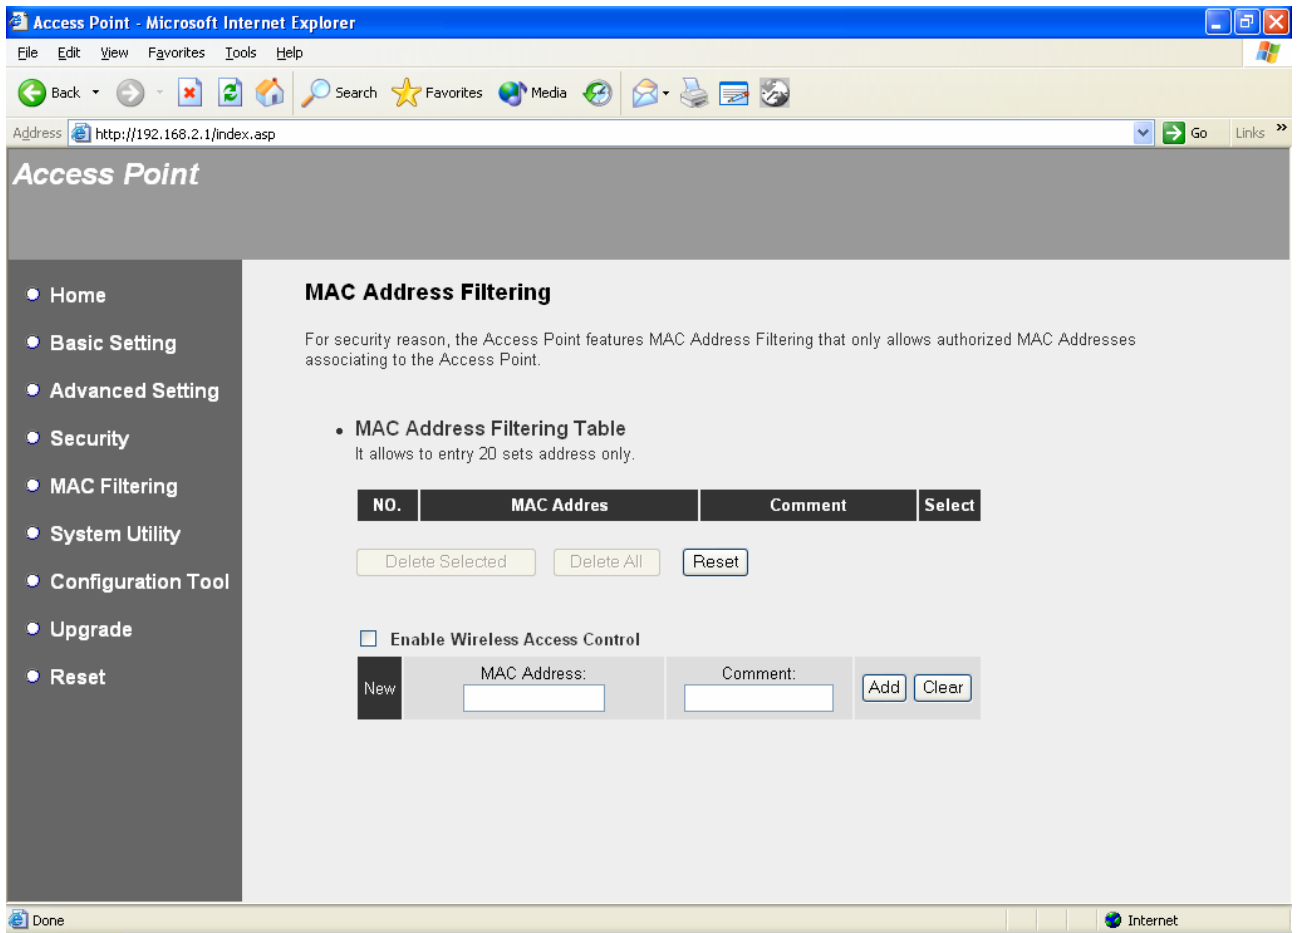 Access Point - Microsoft Internet Explorer
File Edit View Favorites Tools Help
Back Search Favorites Media
Address http://192.168.2.1/index.asp Go Links »
Access Point
Home
Basic Setting
Advanced Setting
Security
MAC Filtering
System Utility
Configuration Tool
Upgrade
Reset
MAC Address Filtering
For security reason, the Access Point features MAC Address Filtering that only allows authorized MAC Addresses
associating to the Access Point.
MAC Address Filtering Table
It allows to entry 20 sets address only.
NO. MAC Addres Comment Select
Delete Selected Delete All Reset
Enable Wireless Access Control
New MAC Address: Comment: Add Clear
Done Internet